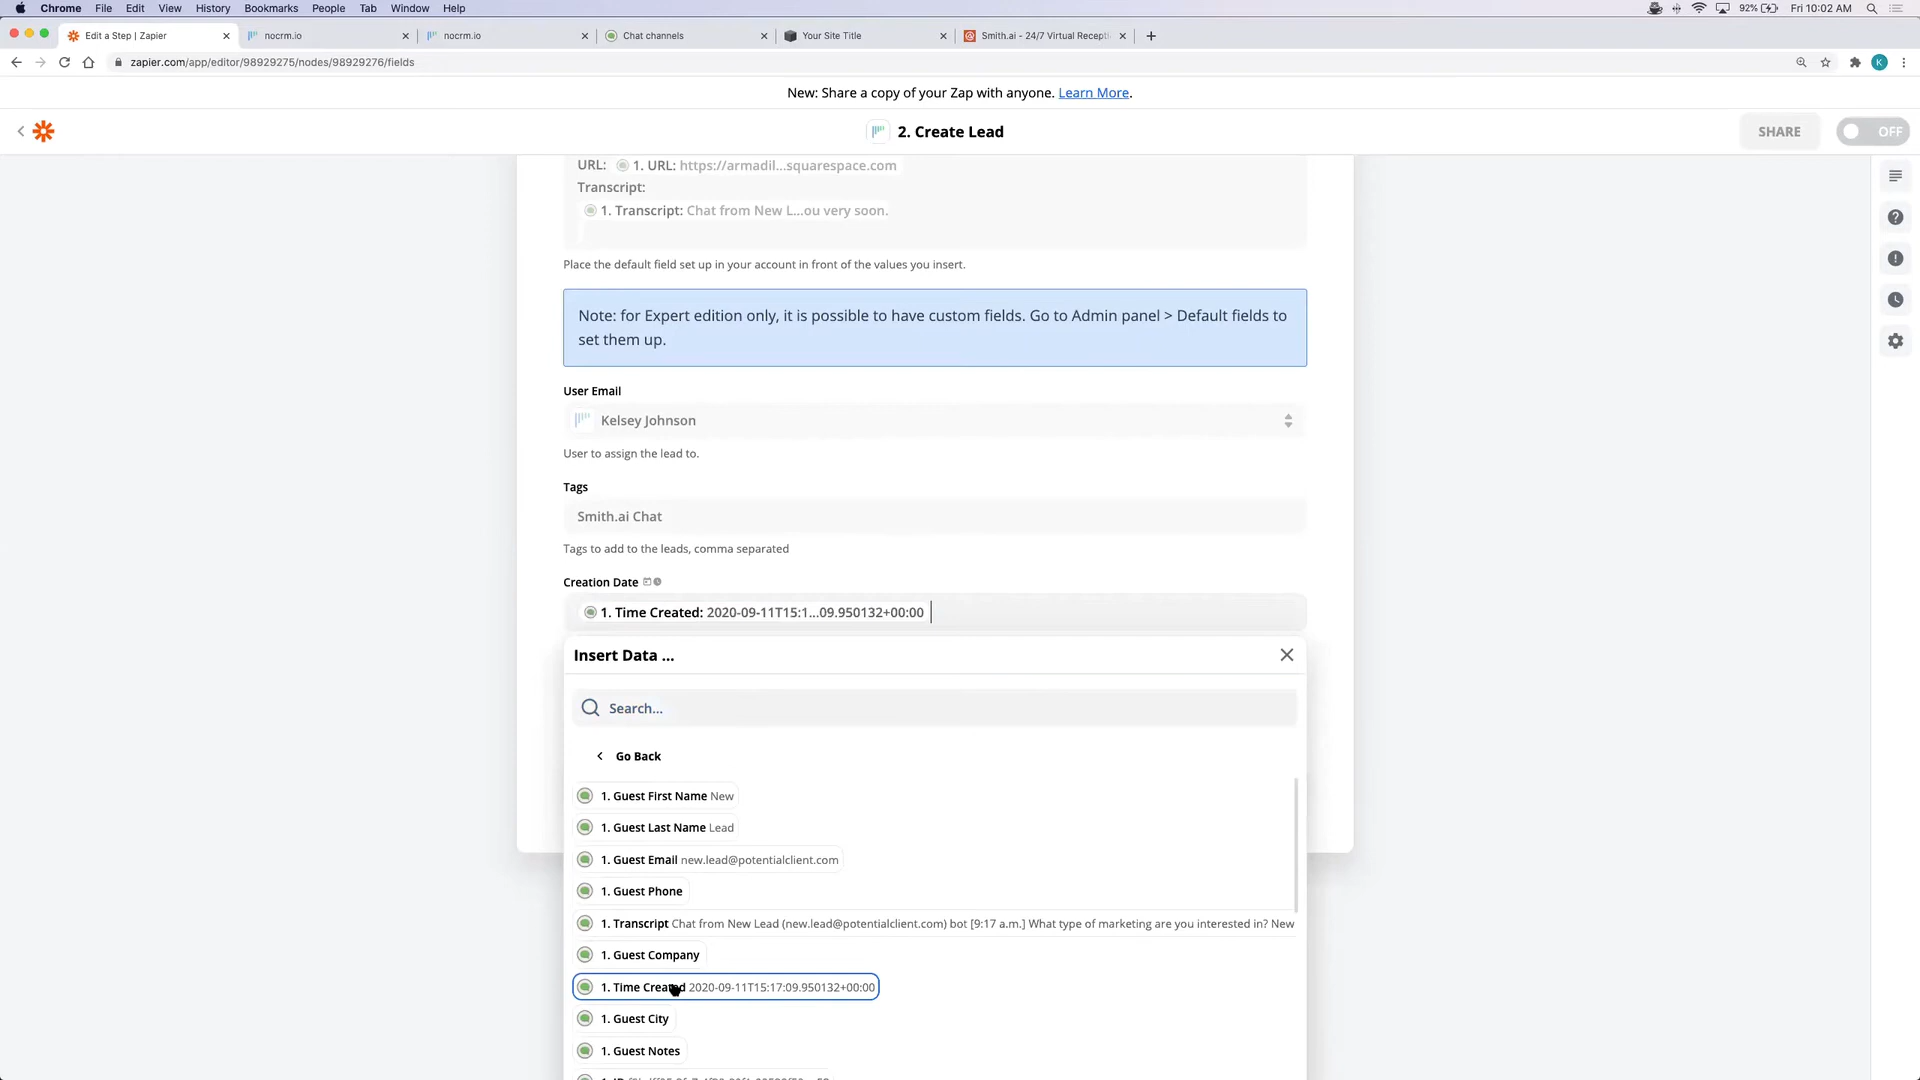 Chrome File Edit View History Bookmarks People Tab Window Help 92% Fri 10:02 AM
Edit a Step | Zapier nocrm.io nocrm.io Chat channels Your Site Title Smith.ai - 24/7 Virtual Recepti
zapier.com/app/editor/98929275/nodes/98929276/fields K
New: Share a copy of your Zap with anyone. Learn More.
2. Create Lead SHARE OFF
URL: 1. URL: https://armadil...squarespace.com
Transcript:
1. Transcript: Chat from New L...ou very soon.
Place the default field set up in your account in front of the values you insert.
Note: for Expert edition only, it is possible to have custom fields. Go to Admin panel > Default fields to
set them up.
User Email
Kelsey Johnson
User to assign the lead to.
Tags
Smith.ai Chat
Tags to add to the leads, comma separated
Creation Date
1. Time Created: 2020-09-11T15:1...09.950132+00:00
Insert Data ...
Search...
Go Back
1. Guest First Name New
1. Guest Last Name Lead
1. Guest Email new.lead@potentialclient.com
1. Guest Phone
1. Transcript Chat from New Lead (new.lead@potentialclient.com) bot [9:17 a.m.] What type of marketing are you interested in? New
1. Guest Company
1. Time Created 2020-09-11T15:17:09.950132+00:00
1. Guest City
1. Guest Notes